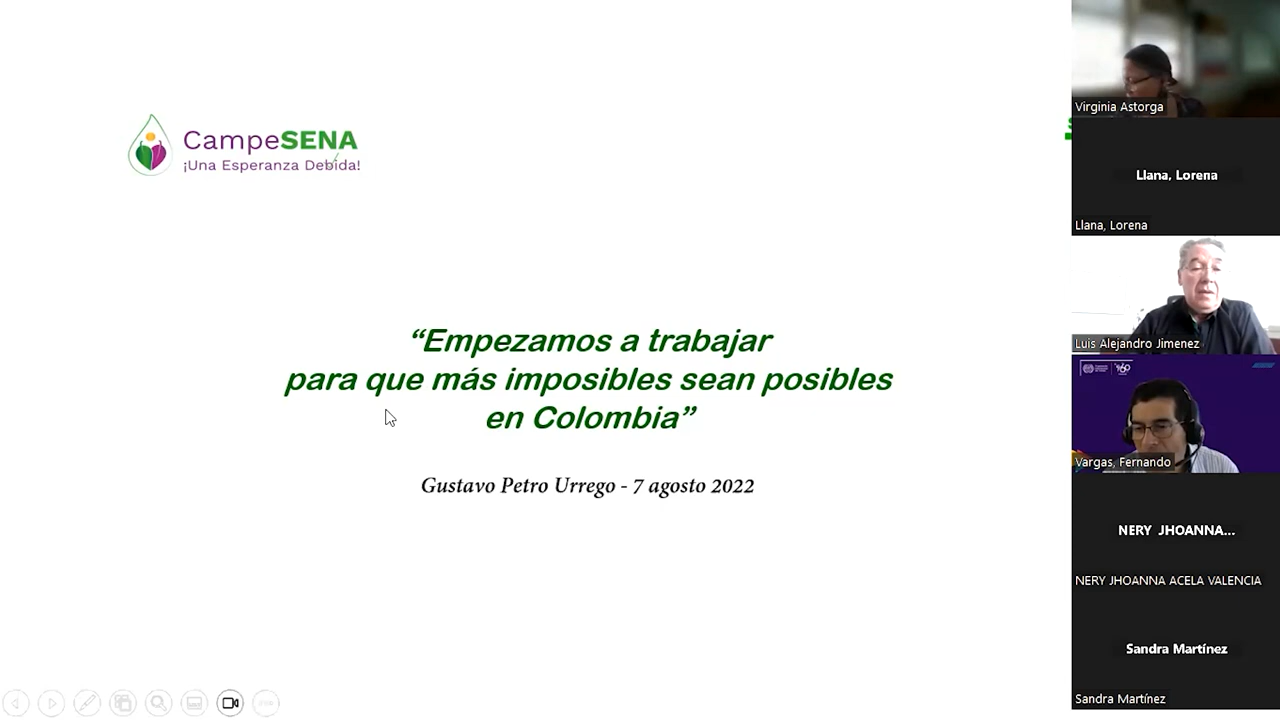 CampeSENA
¡Una Esperanza Debida!
“Empezamos a trabajar
para que más imposibles sean posibles
en Colombia”
Gustavo Petro Urrego - 7 agosto 2022
Virginia Astorga
Llana, Lorena
Llana, Lorena
Luis Alejandro Jimenez
Vargas, Fernando
NERY JHOANNA...
NERY JHOANNA ACELA VALENCIA
Sandra Martínez
Sandra Martínez